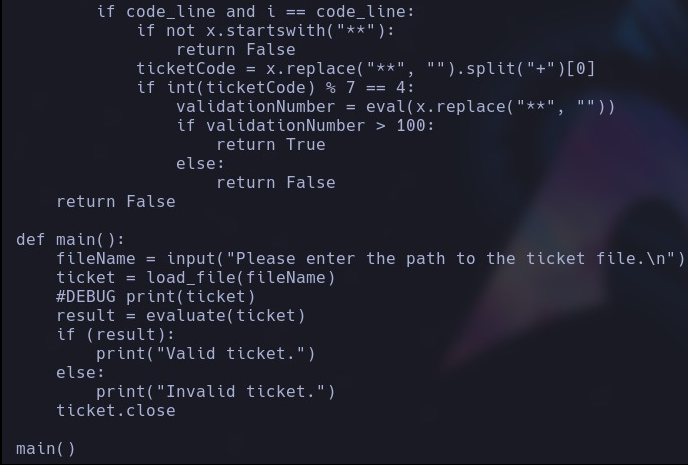 if code_line and i == code_line:
if not x.startswith("**"):
return False
ticketCode = x.replace("**", "").split("+")[0]
if int(ticketCode) % 7 == 4:
validationNumber = eval(x.replace("**", ""))
if validationNumber > 100:
return True
else:
return False
return False
def main():
fileName = input("Please enter the path to the ticket file.\n")
ticket = load_file(fileName)
#DEBUG print(ticket)
result = evaluate(ticket)
if (result):
print("Valid ticket.")
else:
print("Invalid ticket.")
ticket.close
main()